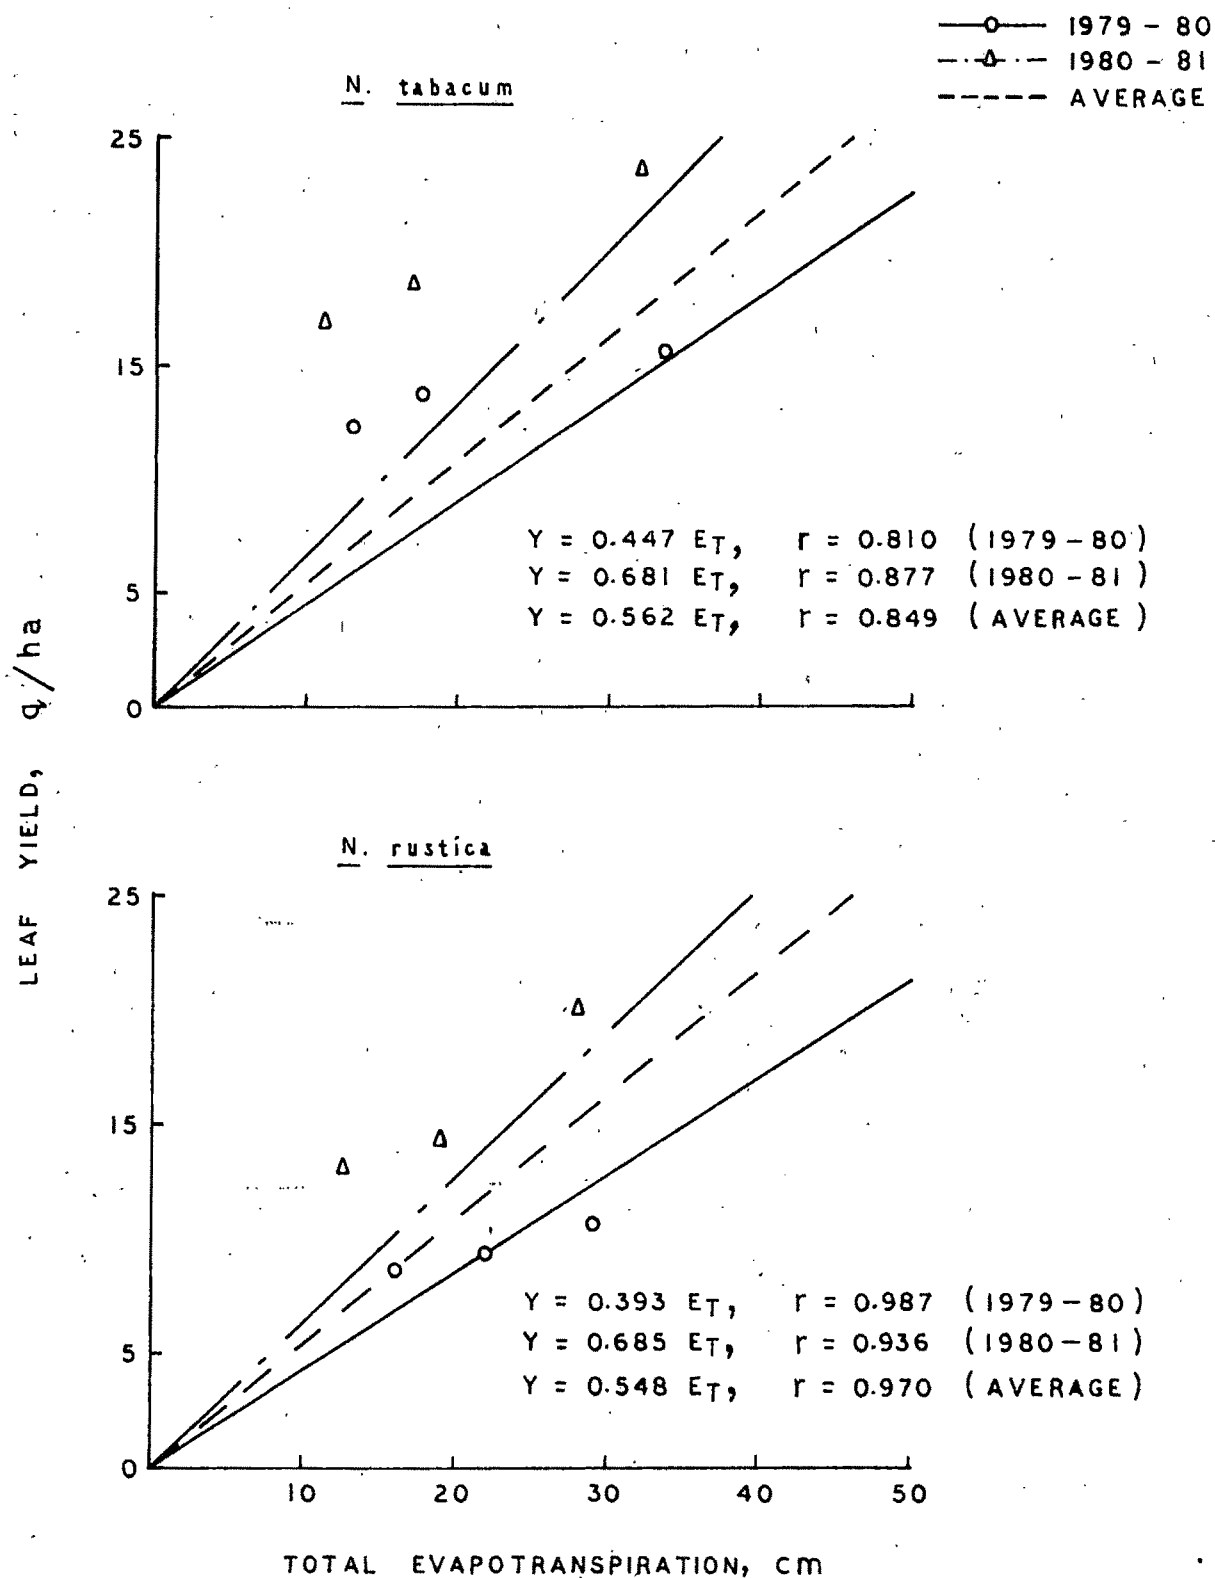 1979 - 80
1980 - 81
AVERAGE
N. tabacum
25
15
5
0
Y = 0.447 ET, r = 0.810 (1979-80)
Y = 0.681 ET, r = 0.877 (1980-81)
Y = 0.562 ET, r = 0.849 (AVERAGE)
LEAF YIELD, q/ha
N. rustica
25
15
5
0
Y = 0.393 ET, r = 0.987 (1979-80)
Y = 0.685 ET, r = 0.936 (1980-81)
Y = 0.548 ET, r = 0.970 (AVERAGE)
10 20 30 40 50
TOTAL EVAPOTRANSPIRATION, cm